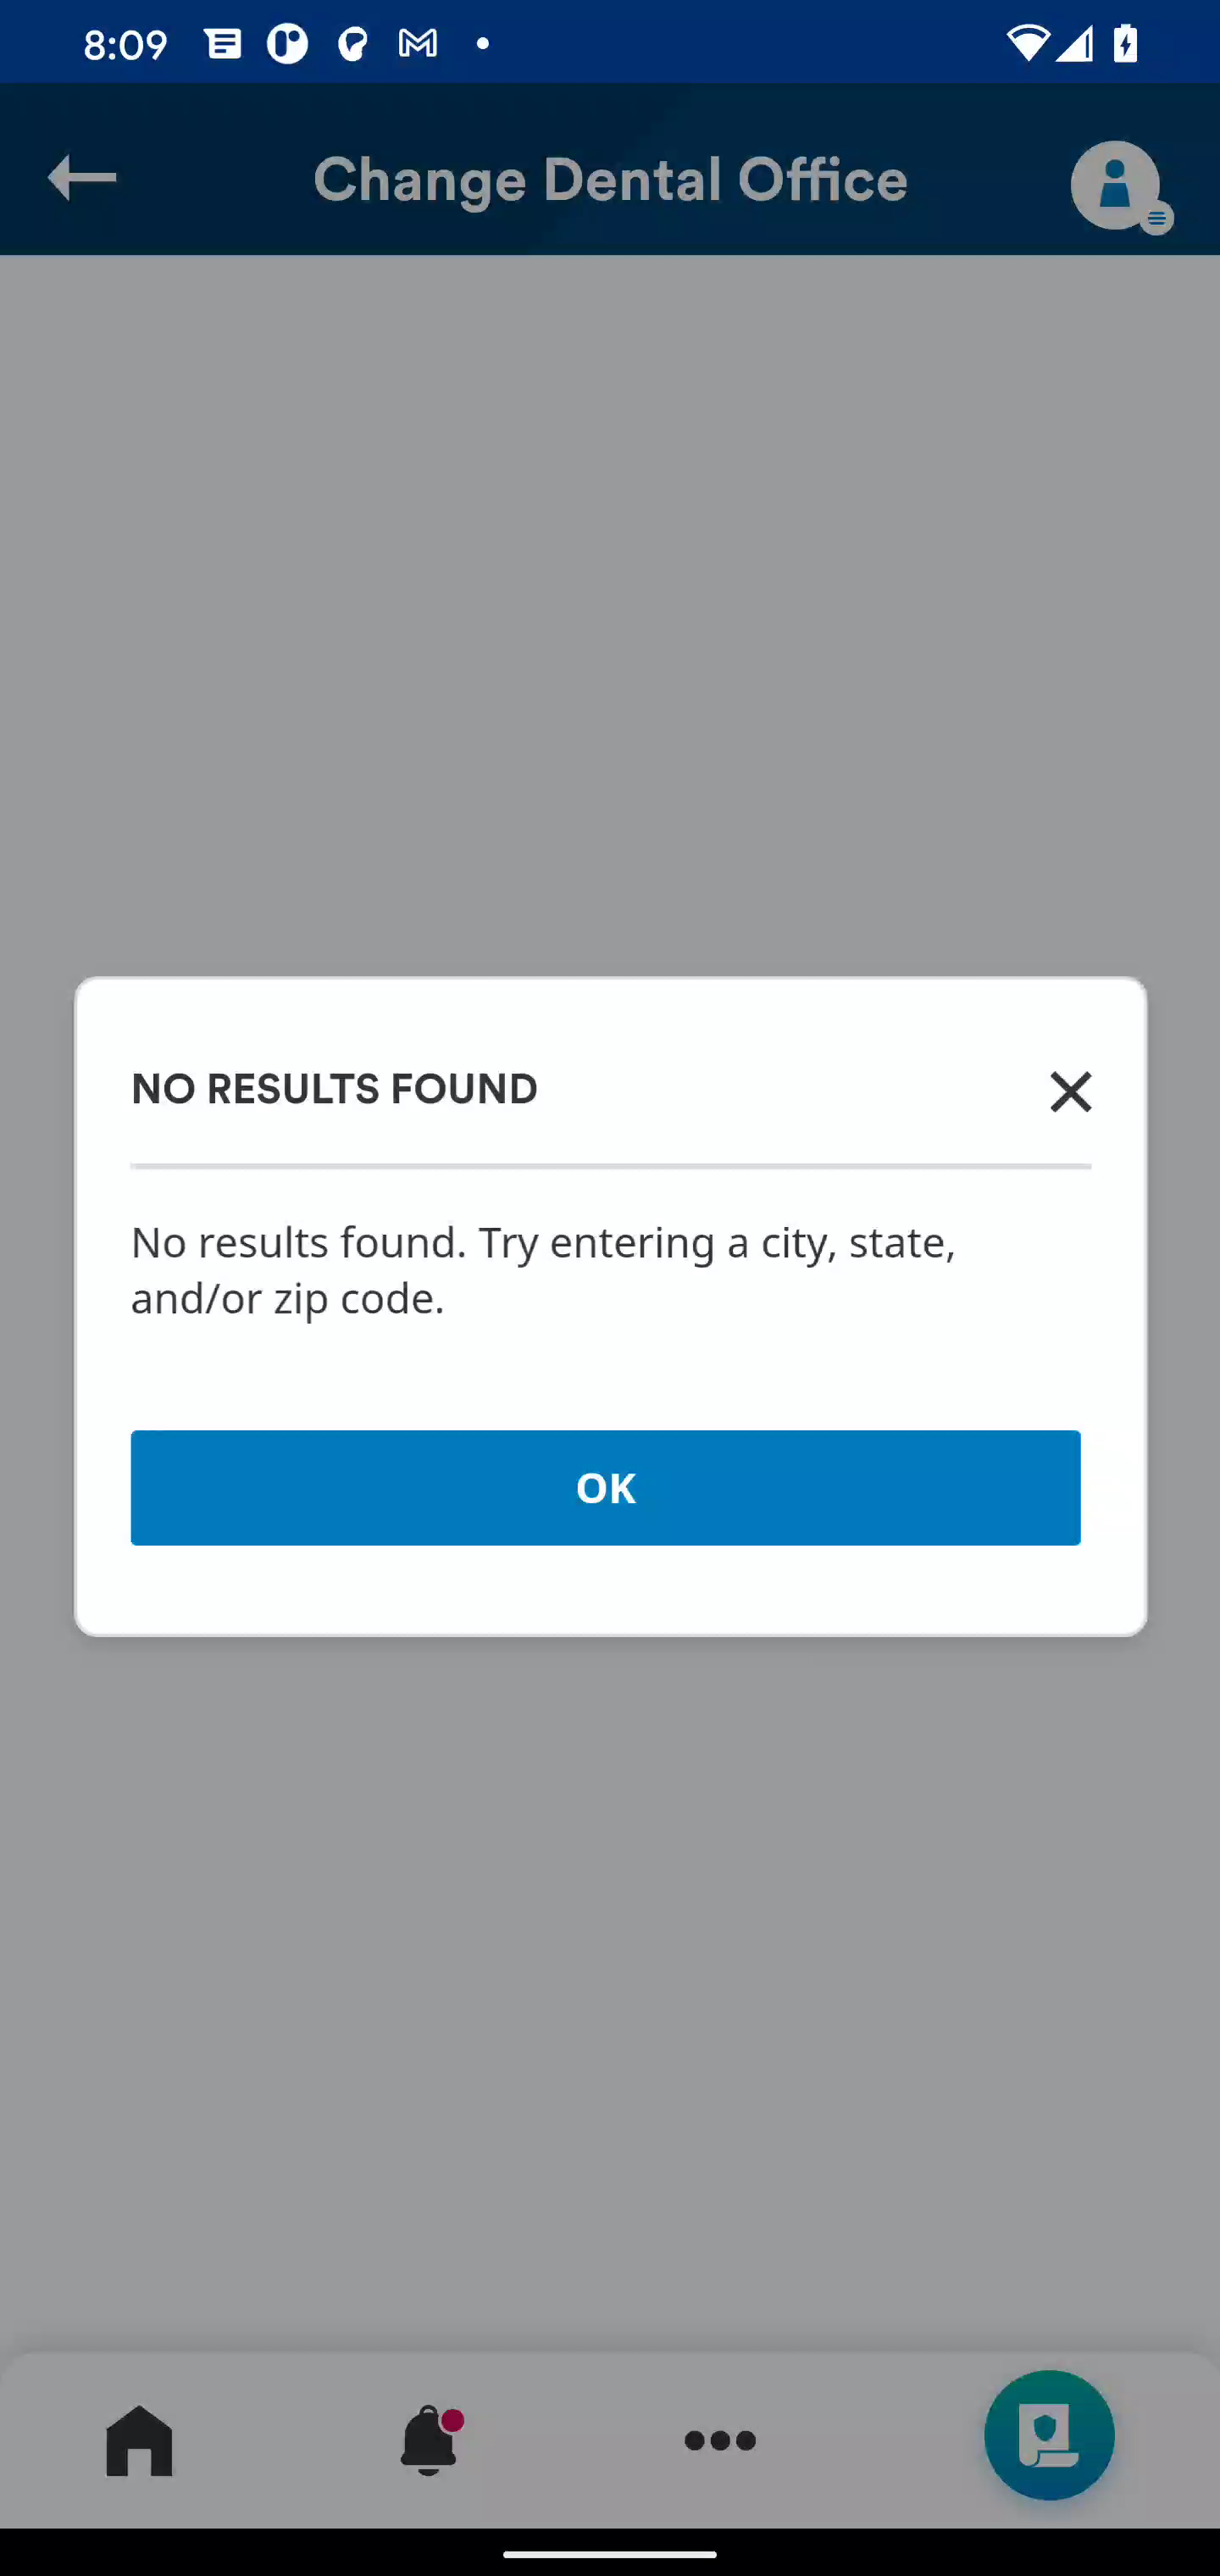 8:09
Change Dental Office
NO RESULTS FOUND
No results found. Try entering a city, state,
and/or zip code.
OK